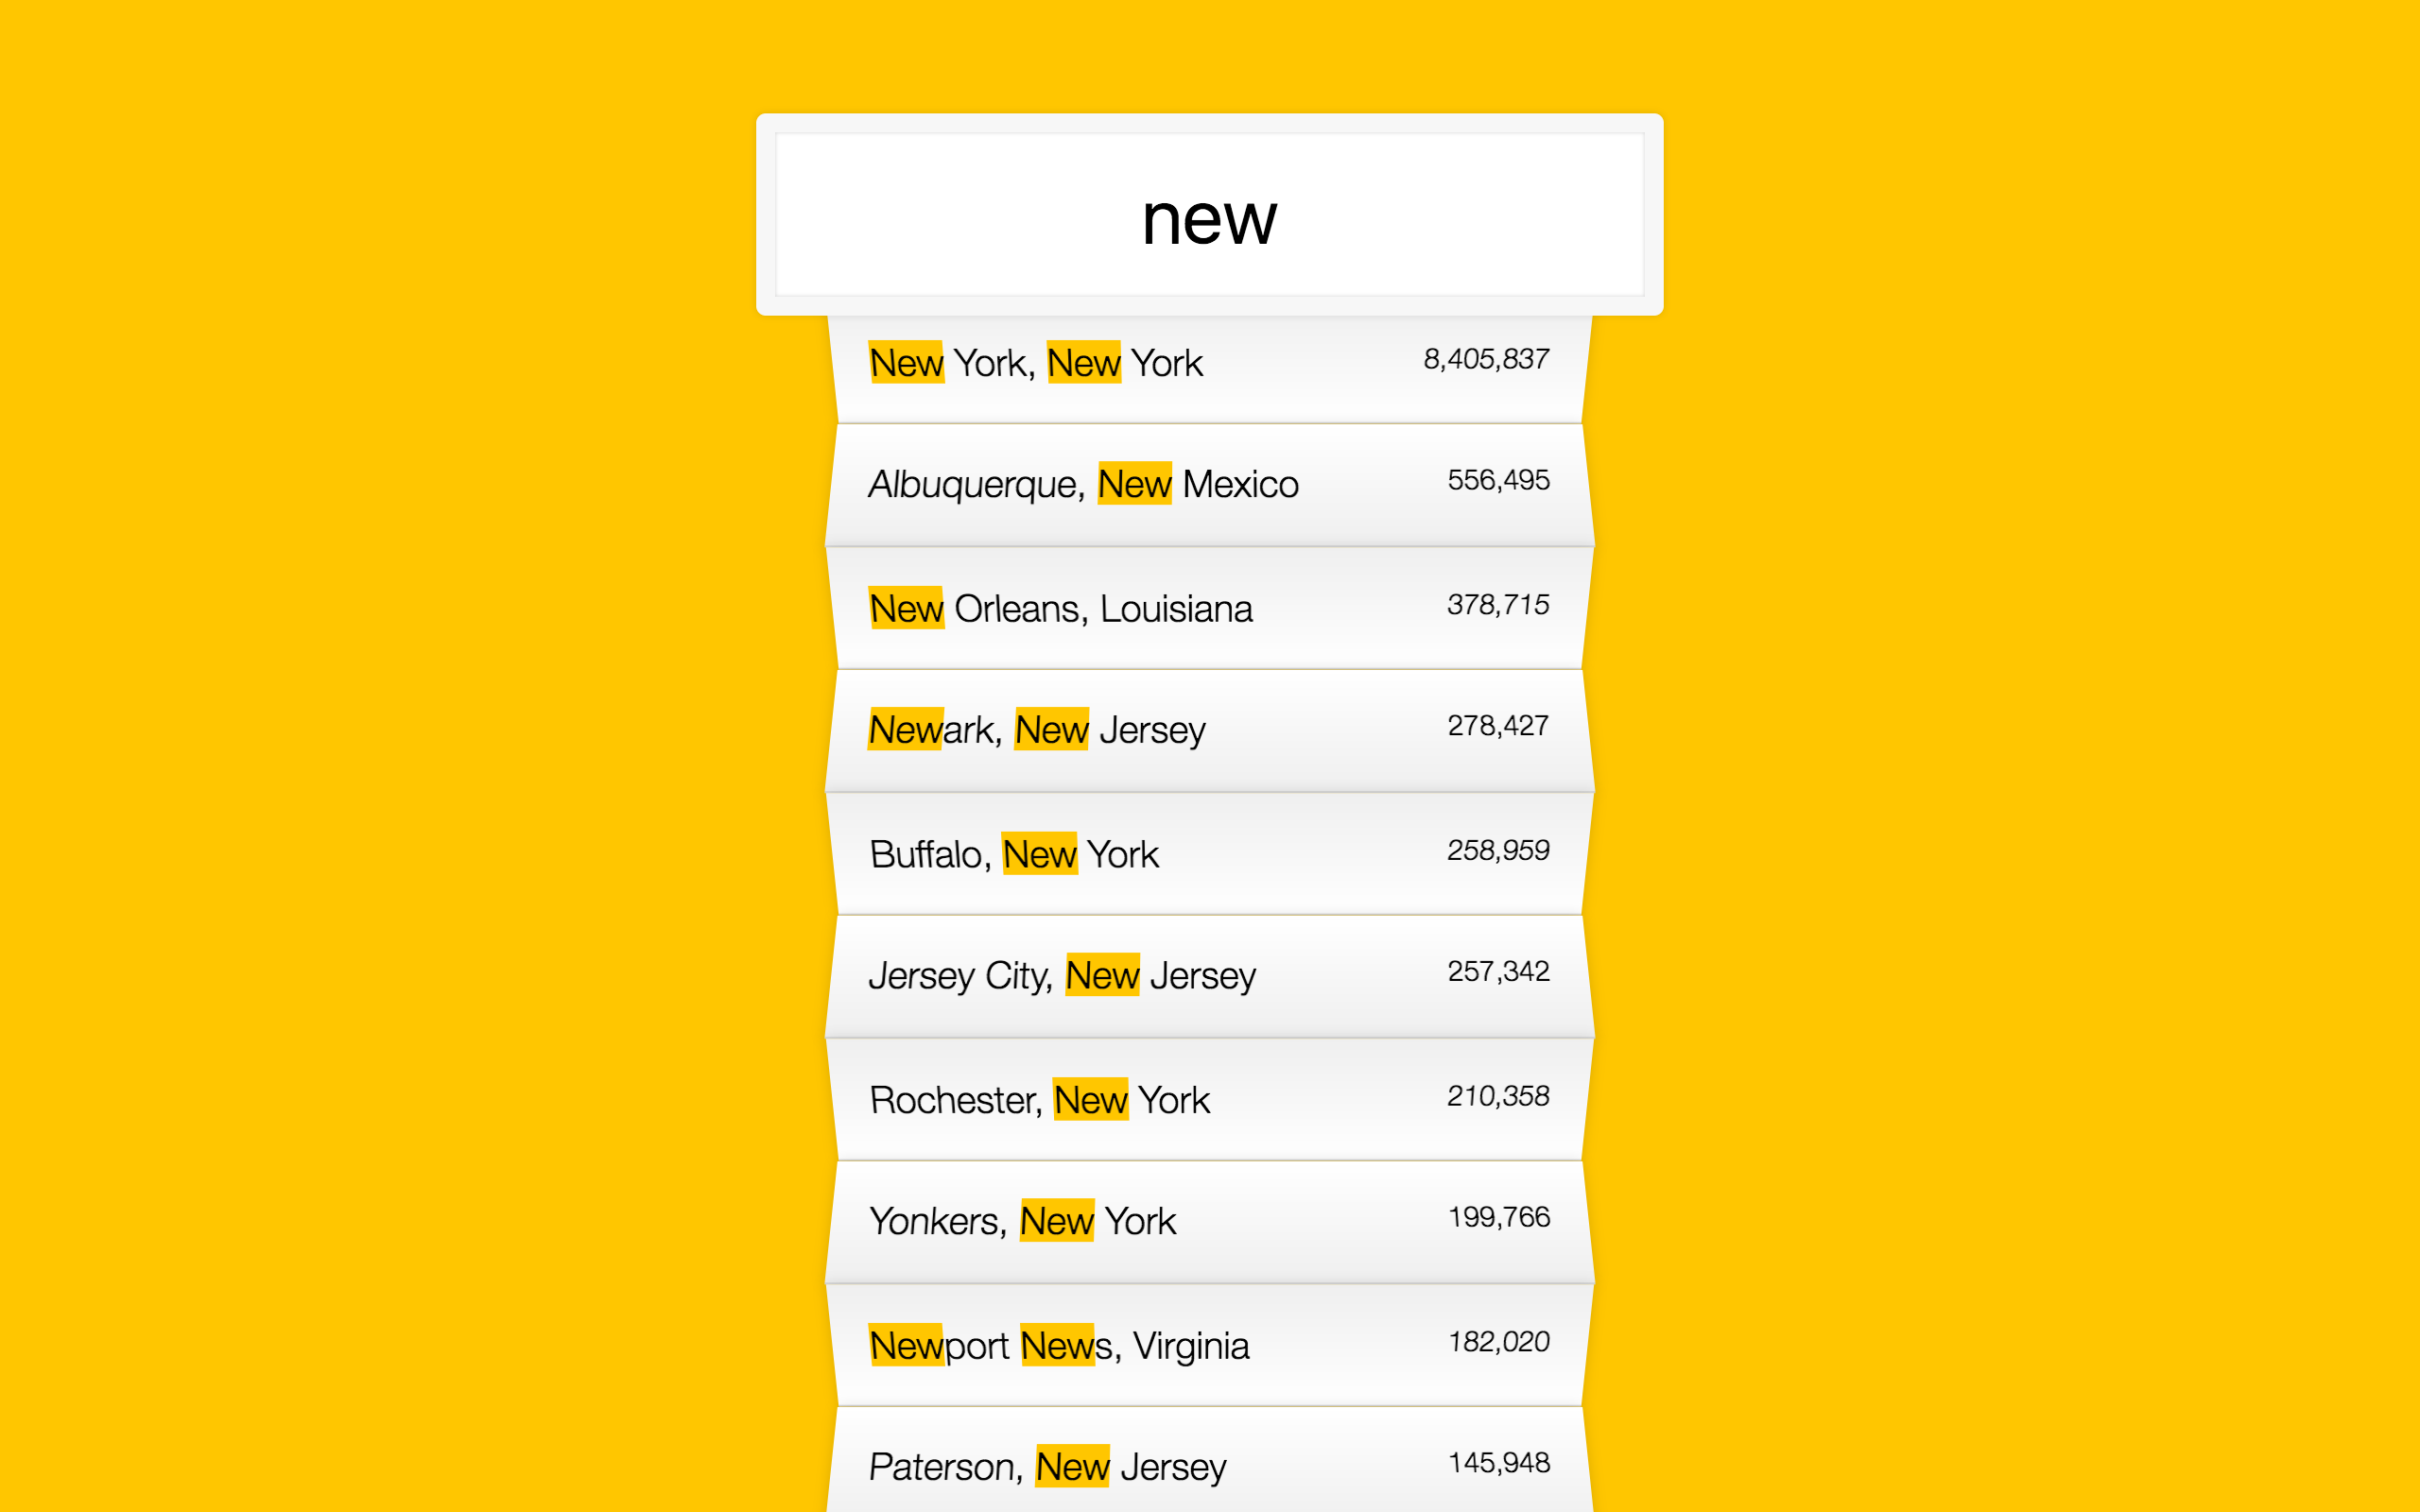 new
New York, New York 8,405,837
Albuquerque, New Mexico 556,495
New Orleans, Louisiana 378,715
Newark, New Jersey 278,427
Buffalo, New York 258,959
Jersey City, New Jersey 257,342
Rochester, New York 210,358
Yonkers, New York 199,766
Newport News, Virginia 182,020
Paterson, New Jersey 145,948